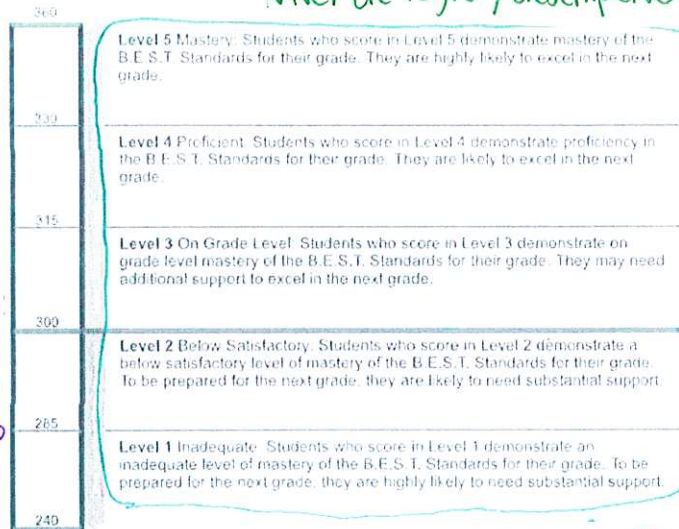 360
Level 5 Mastery: Students who score in Level 5 demonstrate mastery of the
B.E.S.T. Standards for their grade. They are highly likely to excel in the next
grade.
330
Level 4 Proficient: Students who score in Level 4 demonstrate proficiency in
the B.E.S.T. Standards for their grade. They are likely to excel in the next
grade.
315
Level 3 On Grade Level: Students who score in Level 3 demonstrate on
grade level mastery of the B.E.S.T. Standards for their grade. They may need
additional support to excel in the next grade.
300
Level 2 Below Satisfactory: Students who score in Level 2 demonstrate a
below satisfactory level of mastery of the B.E.S.T. Standards for their grade.
To be prepared for the next grade, they are likely to need substantial support.
285
Level 1 Inadequate: Students who score in Level 1 demonstrate an
inadequate level of mastery of the B.E.S.T. Standards for their grade. To be
prepared for the next grade, they are highly likely to need substantial support.
240